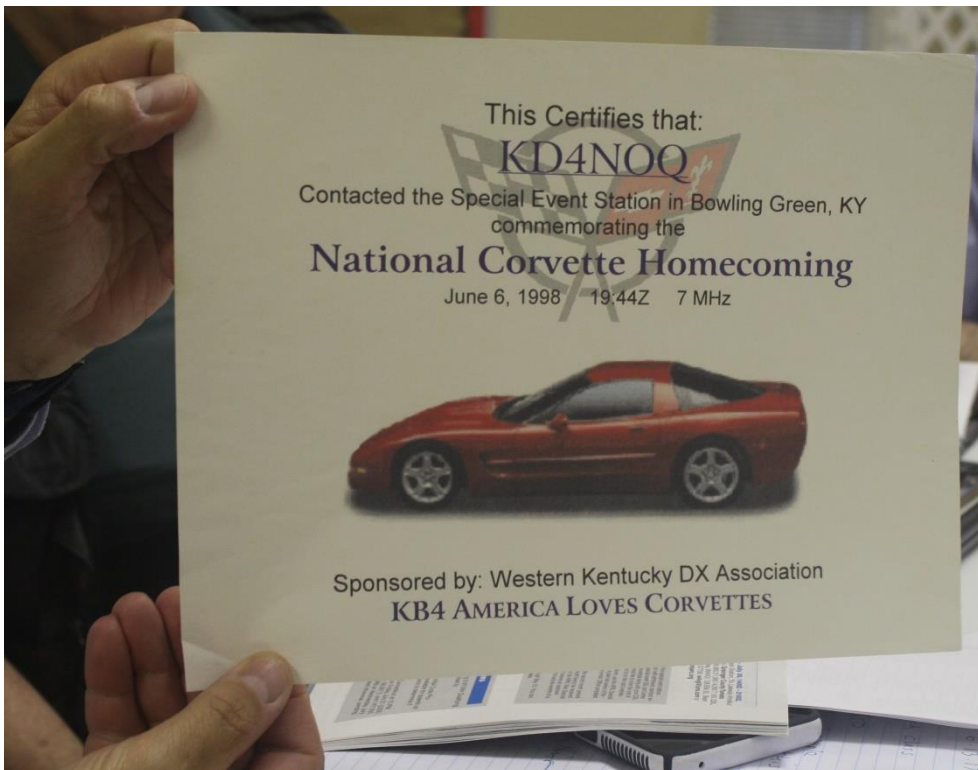 This Certifies that:
KD4NOQ
Contacted the Special Event Station in Bowling Green, KY
commemorating the
National Corvette Homecoming
June 6, 1998 19:44Z 7 MHz
Sponsored by: Western Kentucky DX Association
KB4 AMERICA LOVES CORVETTES